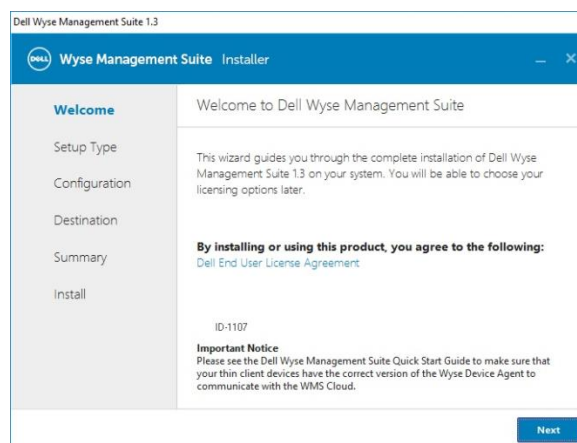 Dell Wyse Management Suite 1.3
DELL Wyse Management Suite Installer
Welcome
Setup Type
Configuration
Destination
Summary
Install
Welcome to Dell Wyse Management Suite
This wizard guides you through the complete installation of Dell Wyse
Management Suite 1.3 on your system. You will be able to choose your
licensing options later.
By installing or using this product, you agree to the following:
Dell End User License Agreement
ID-1107
Important Notice
Please see the Dell Wyse Management Suite Quick Start Guide to make sure that
your thin client devices have the correct version of the Wyse Device Agent to
communicate with the WMS Cloud.
Next